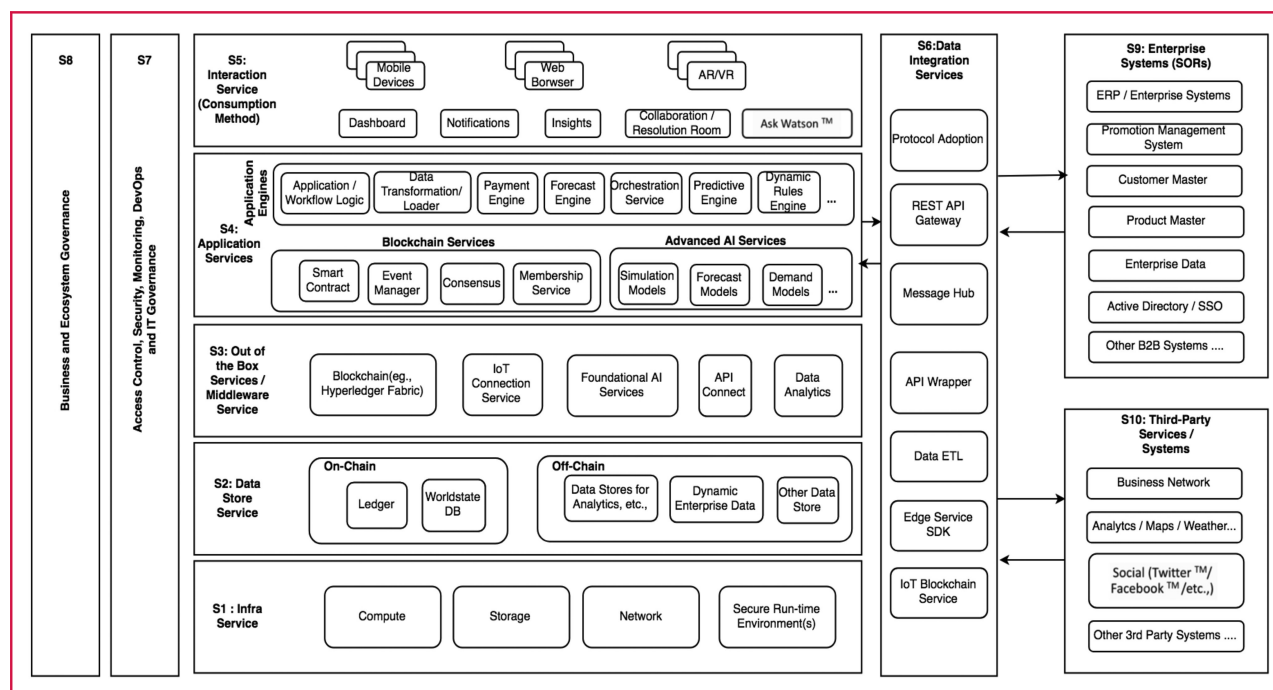 S8
Business and Ecosystem Governance
S7
Access Control, Security, Monitoring, DevOps
and IT Governance
S5:
Interaction
Service
(Consumption
Method)
Mobile
Devices
Web
Borwser
AR/VR
Dashboard
Notifications
Insights
Collaboration /
Resolution Room
Ask Watson ™
S4:
Application
Services
Application
Engines
Application /
Workflow Logic
Data
Transformation/
Loader
Payment
Engine
Forecast
Engine
Orchestration
Service
Predictive
Engine
Dynamic
Rules
Engine
...
Blockchain Services
Smart
Contract
Event
Manager
Consensus
Membership
Service
Advanced AI Services
Simulation
Models
Forecast
Models
Demand
Models
...
S3: Out of
the Box
Services /
Middleware
Service
Blockchain(eg.,
Hyperledger Fabric)
IoT
Connection
Service
Foundational AI
Services
API
Connect
Data
Analytics
S2: Data
Store
Service
On-Chain
Ledger
Worldstate
DB
Off-Chain
Data Stores for
Analytics, etc.,
Dynamic
Enterprise Data
Other Data
Store
S1 : Infra
Service
Compute
Storage
Network
Secure Run-time
Environment(s)
S6:Data
Integration
Services
Protocol Adoption
REST API
Gateway
Message Hub
API Wrapper
Data ETL
Edge Service
SDK
IoT Blockchain
Service
S9: Enterprise
Systems (SORs)
ERP / Enterprise Systems
Promotion Management
System
Customer Master
Product Master
Enterprise Data
Active Directory / SSO
Other B2B Systems ....
S10: Third-Party
Services /
Systems
Business Network
Analytcs / Maps / Weather...
Social (Twitter ™/
Facebook ™/etc.,)
Other 3rd Party Systems ....